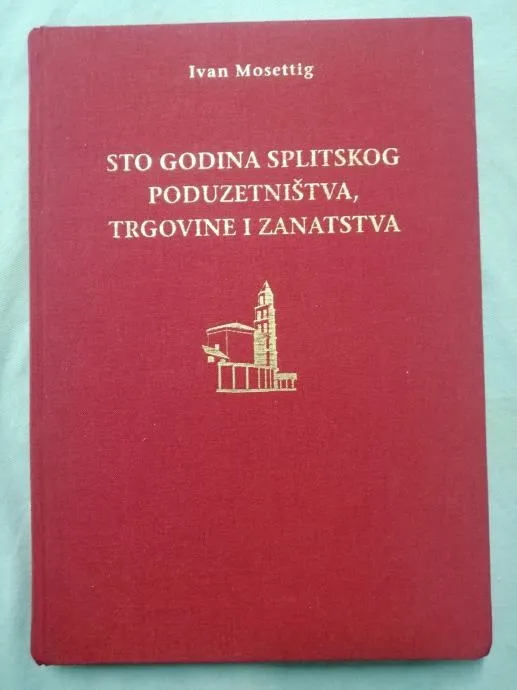 Ivan Mosettig
STO GODINA SPLITSKOG
PODUZETNIŠTVA,
TRGOVINE I ZANATSTVA